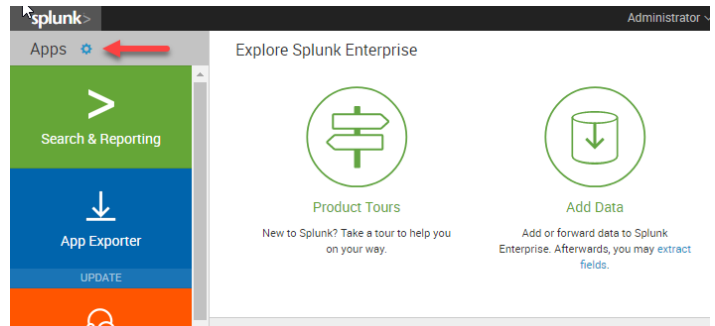 splunk>
Administrator
Apps
Explore Splunk Enterprise
>
Search & Reporting
App Exporter
UPDATE
Product Tours
New to Splunk? Take a tour to help you
on your way.
Add Data
Add or forward data to Splunk
Enterprise. Afterwards, you may extract
fields.